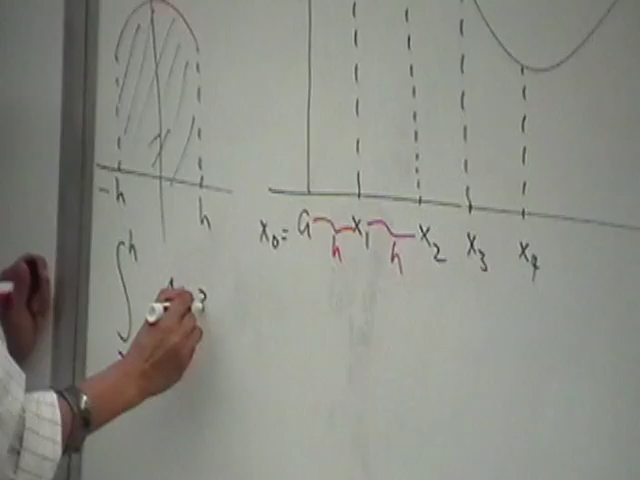 -h h
x₀ = a x₁ x₂ x₃ x₄
h h
∫ h